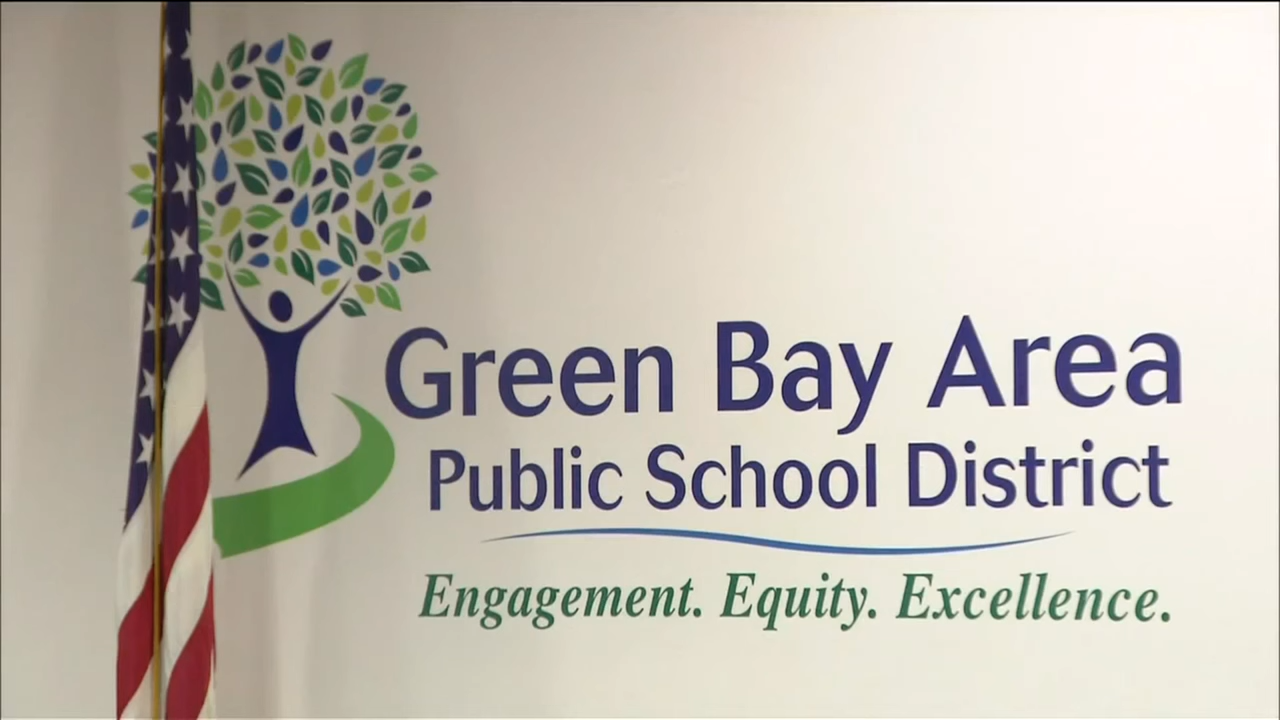 Green Bay Area
Public School District
Engagement. Equity. Excellence.